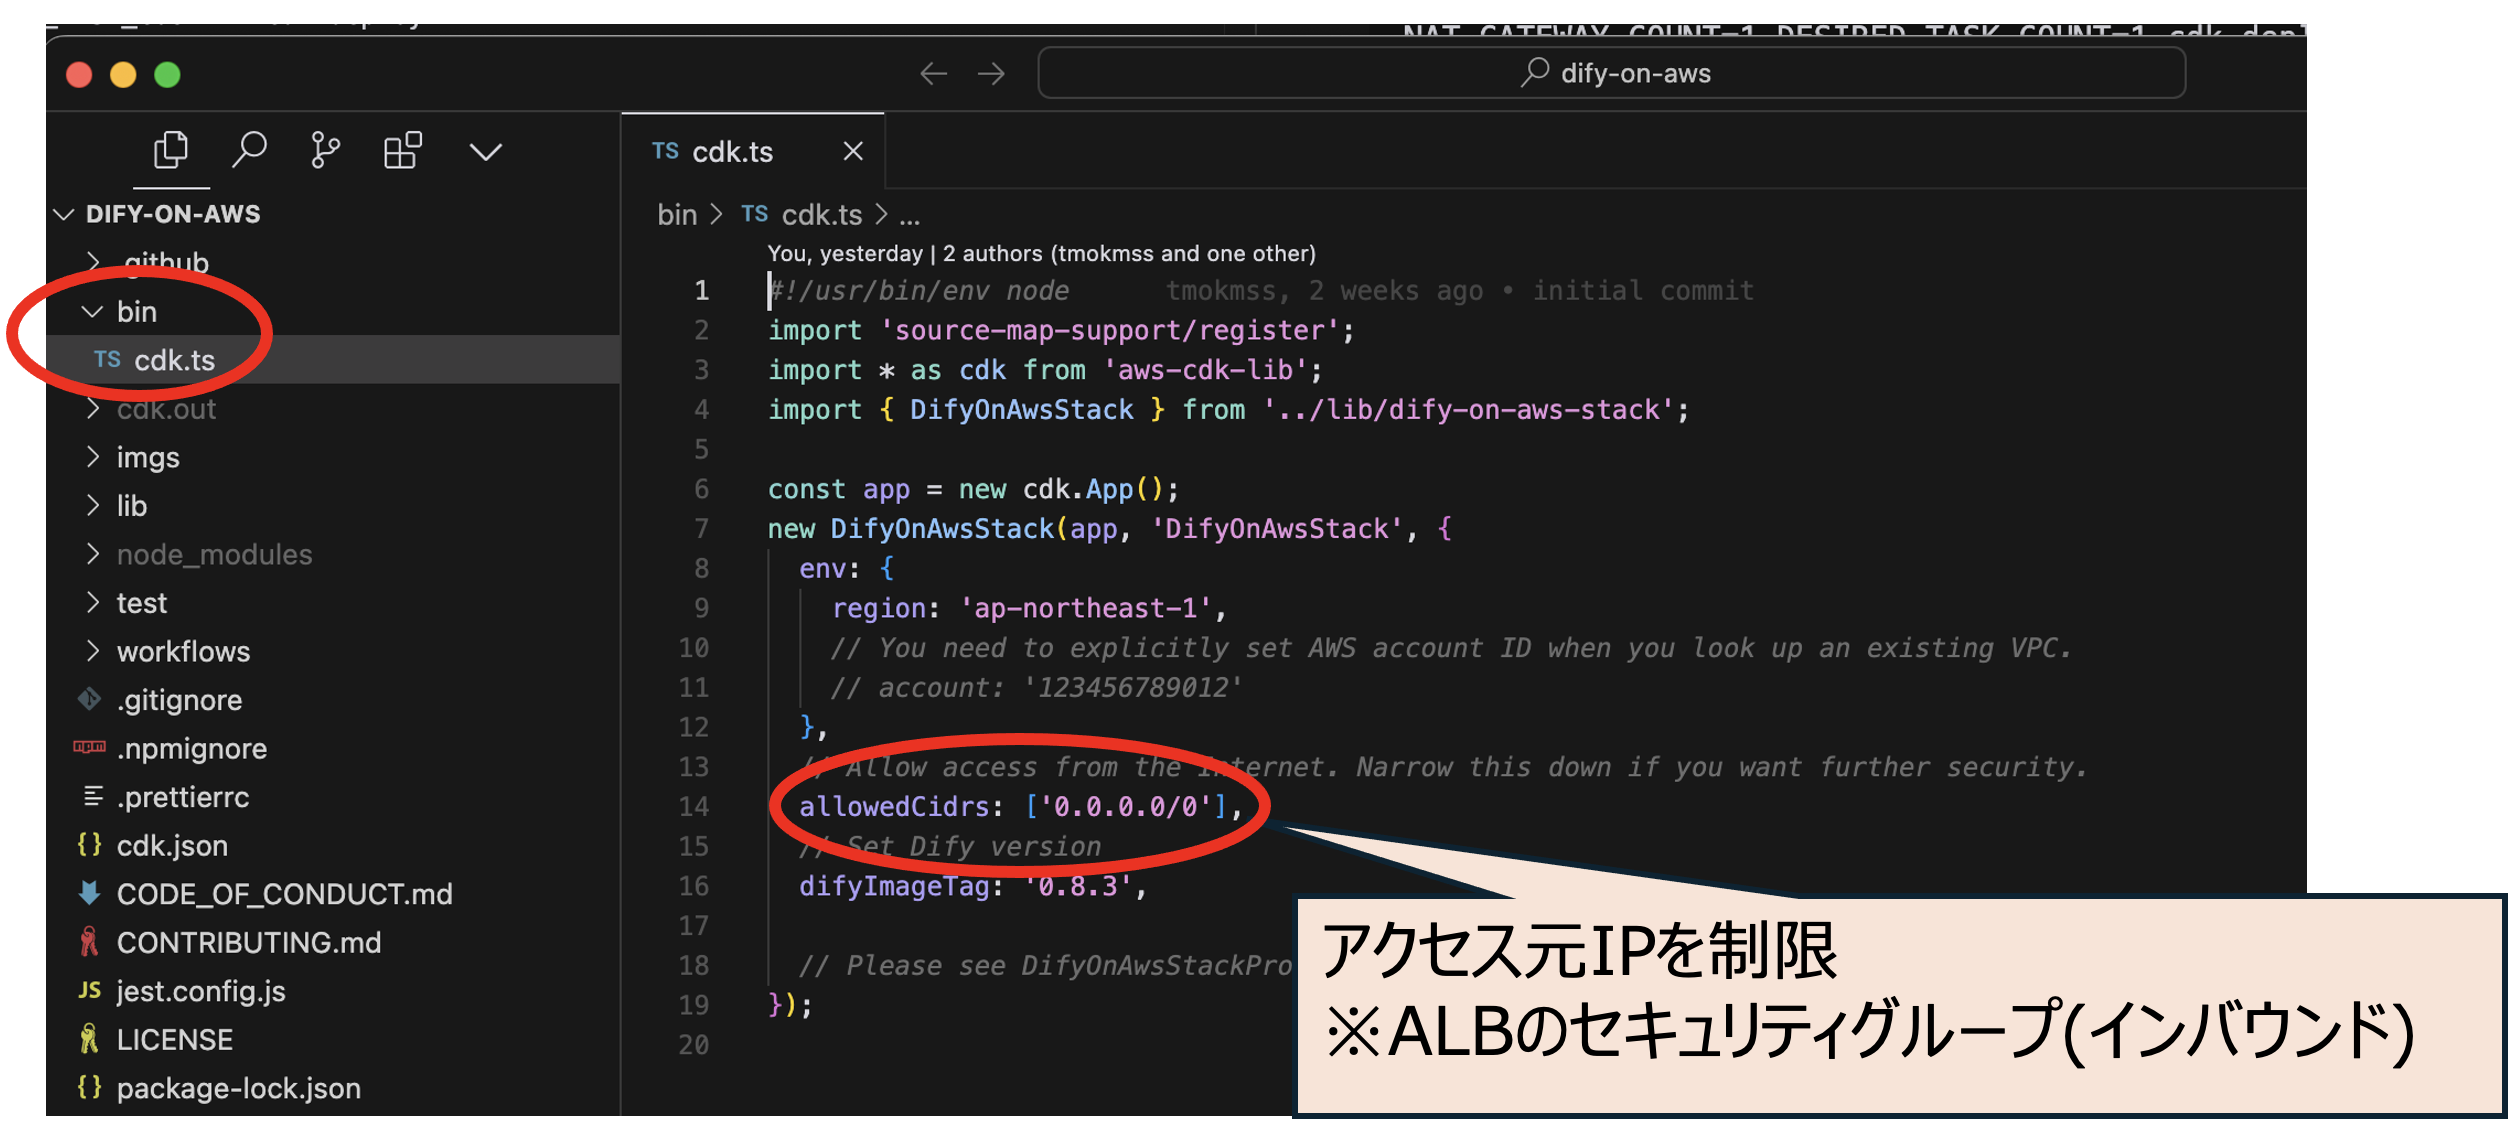 NAT_GATEWAY_COUNT=1 DESIRED_TASK_COUNT=1 cdk depl
dify-on-aws
TS cdk.ts
DIFY-ON-AWS
.github
bin
TS cdk.ts
cdk.out
imgs
lib
node_modules
test
workflows
.gitignore
.npmignore
.prettierrc
{} cdk.json
CODE_OF_CONDUCT.md
CONTRIBUTING.md
JS jest.config.js
LICENSE
{} package-lock.json
bin > TS cdk.ts > ...
You, yesterday | 2 authors (tmokmss and one other)
1 #!/usr/bin/env node tmokmss, 2 weeks ago • initial commit
2 import 'source-map-support/register';
3 import * as cdk from 'aws-cdk-lib';
4 import { DifyOnAwsStack } from '../lib/dify-on-aws-stack';
5
6 const app = new cdk.App();
7 new DifyOnAwsStack(app, 'DifyOnAwsStack', {
8 env: {
9 region: 'ap-northeast-1',
10 // You need to explicitly set AWS account ID when you look up an existing VPC.
11 // account: '123456789012'
12 },
13 // Allow access from the Internet. Narrow this down if you want further security.
14 allowedCidrs: ['0.0.0.0/0'],
15 // Set Dify version
16 difyImageTag: '0.8.3',
17
18 // Please see DifyOnAwsStackPro
19 });
20
アクセス元IPを制限
※ALBのセキュリティグループ(インバウンド)